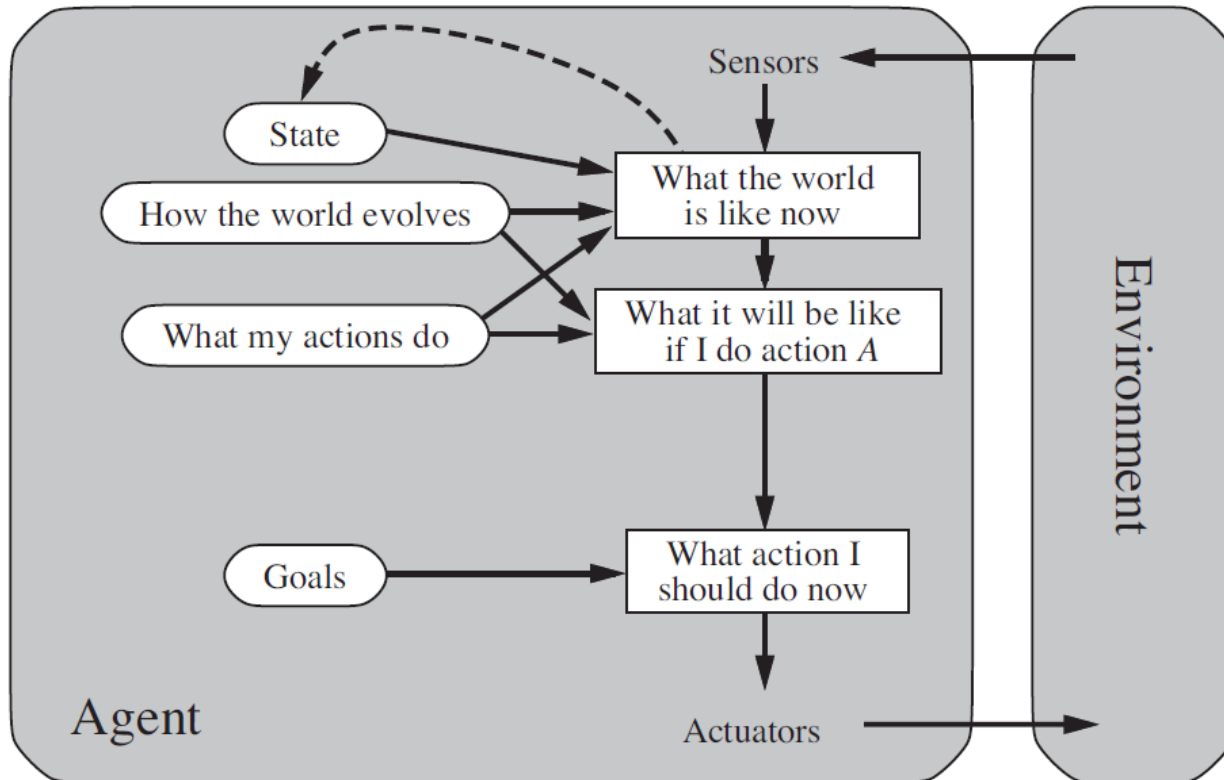 Sensors
State
What the world
is like now
How the world evolves
What my actions do
What it will be like
if I do action A
Environment
Goals
What action I
should do now
Agent
Actuators